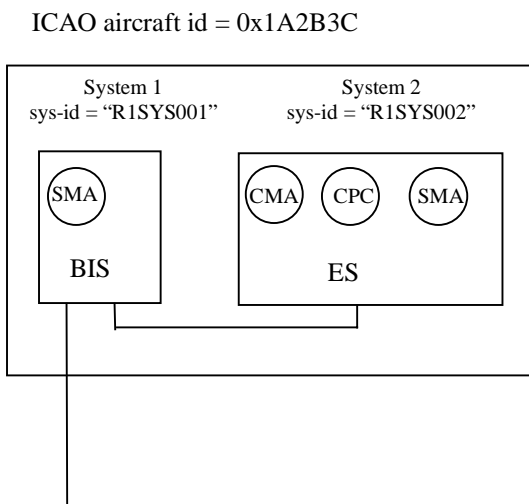 ICAO aircraft id = 0x1A2B3C
System 1
sys-id = “R1SYS001”
System 2
sys-id = “R1SYS002”
SMA
BIS
CMA
CPC
SMA
ES